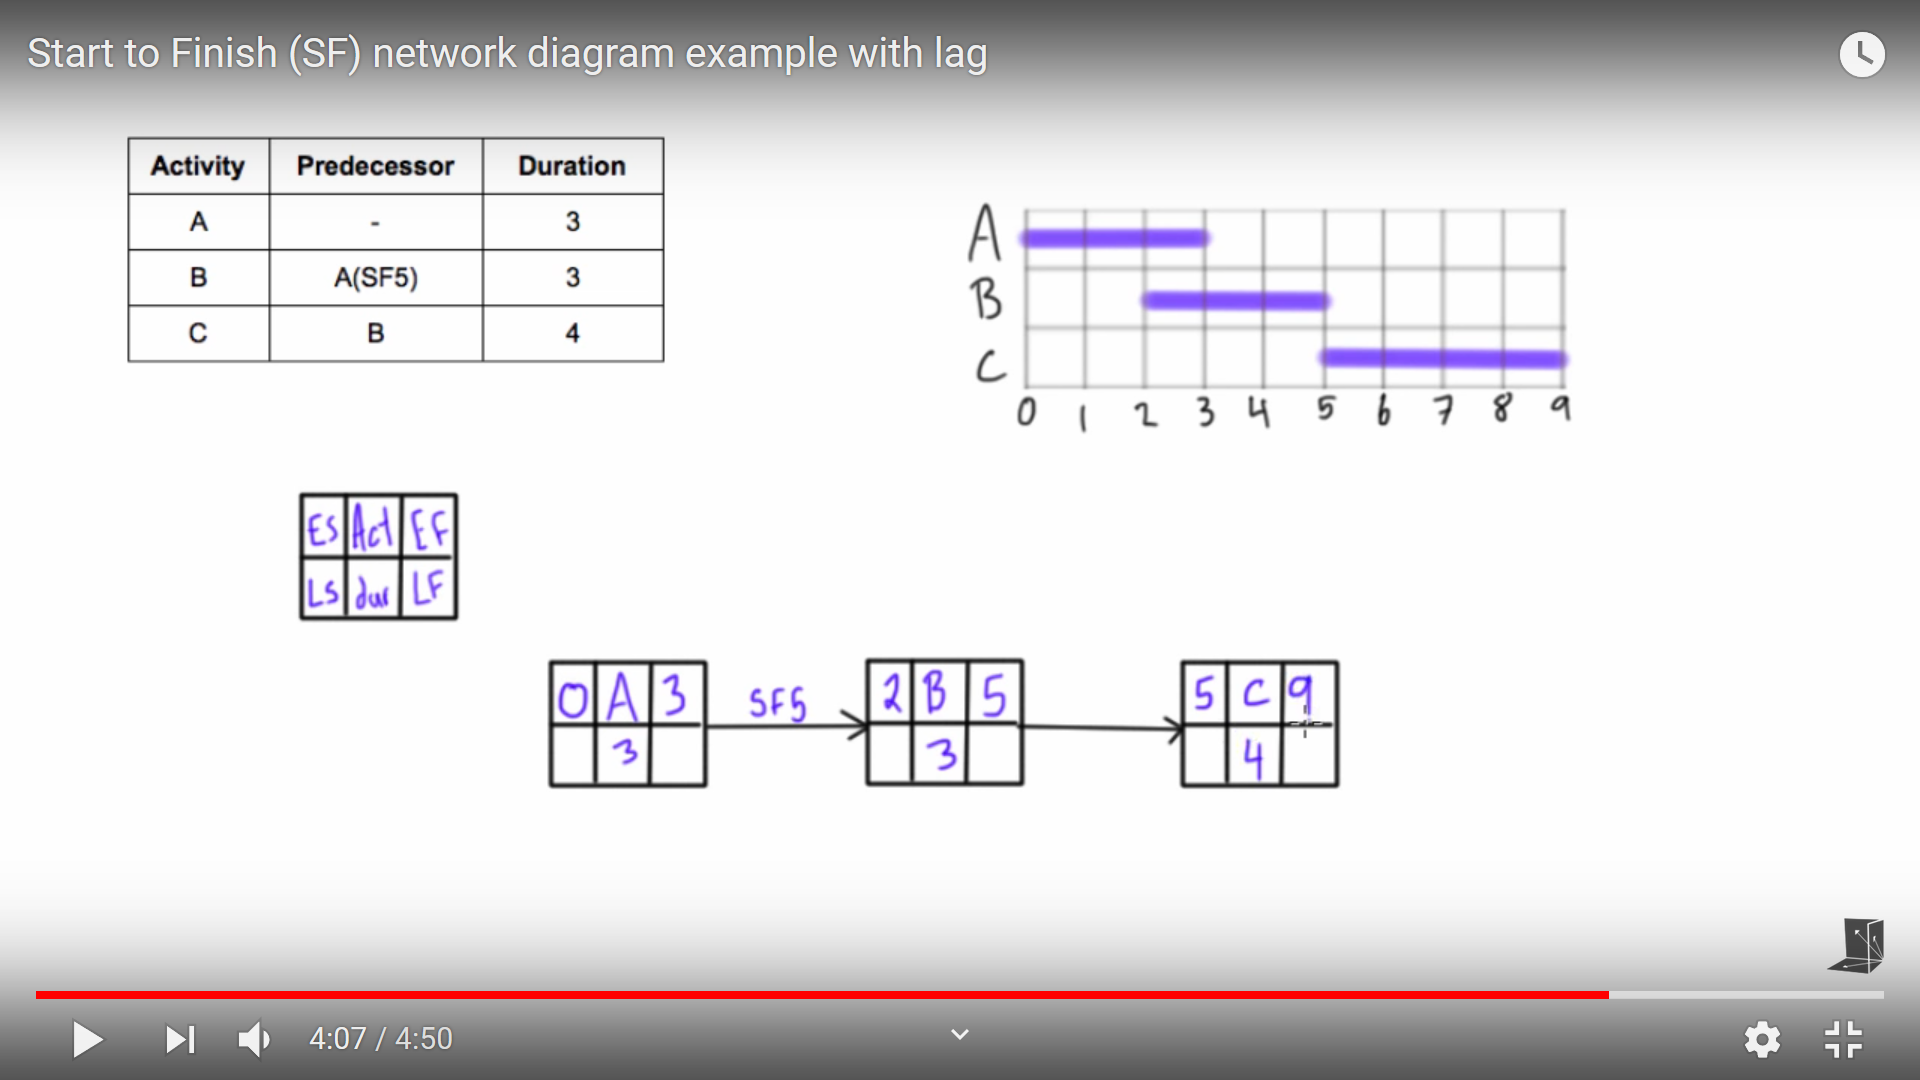 Start to Finish (SF) network diagram example with lag
Activity Predecessor Duration
A - 3
B A(SF5) 3
C B 4
A
B
C
0 1 2 3 4 5 6 7 8 9
Es Act EF
Ls dur LF
0 A 3
3
SF5
2 B 5
3
5 C 9
4
4:07 / 4:50